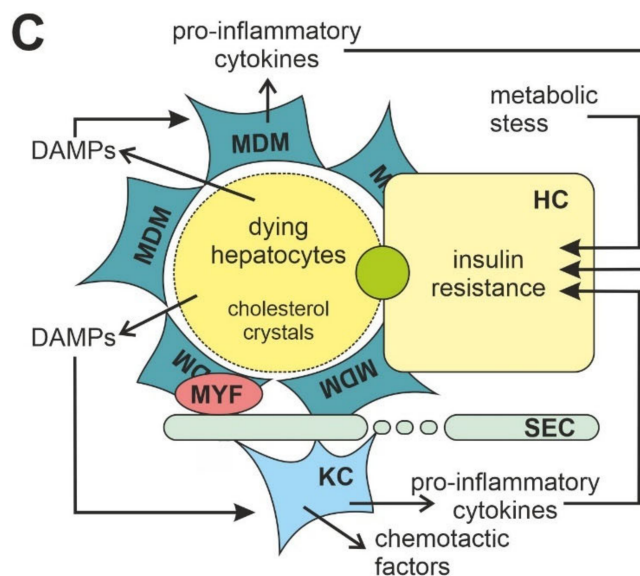 C
pro-inflammatory
cytokines
metabolic
stess
DAMPs
MDM
M
HC
MDM
dying
hepatocytes
insulin
resistance
cholesterol
crystals
DAMPs
MDM
MYF
SEC
KC
pro-inflammatory
cytokines
chemotactic
factors